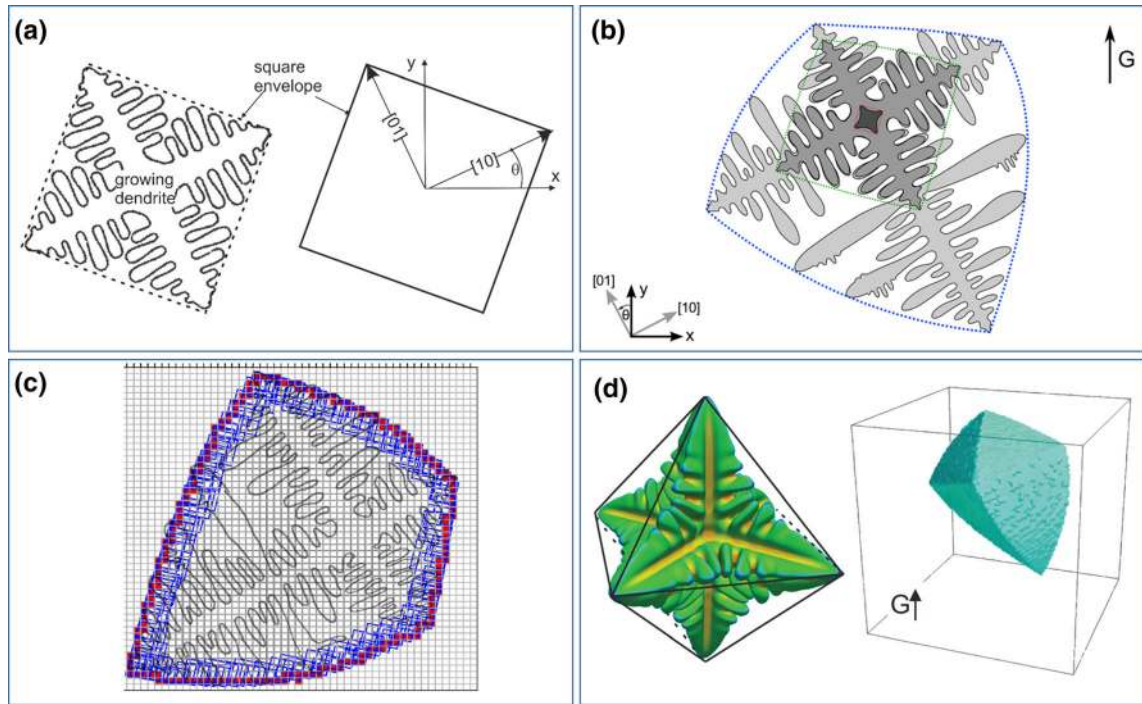 (a)
square
envelope
growing
dendrite
y
[01]
[10]
θ
x
(b)
G
[01]
y
θ
[10]
x
(c)
(d)
G